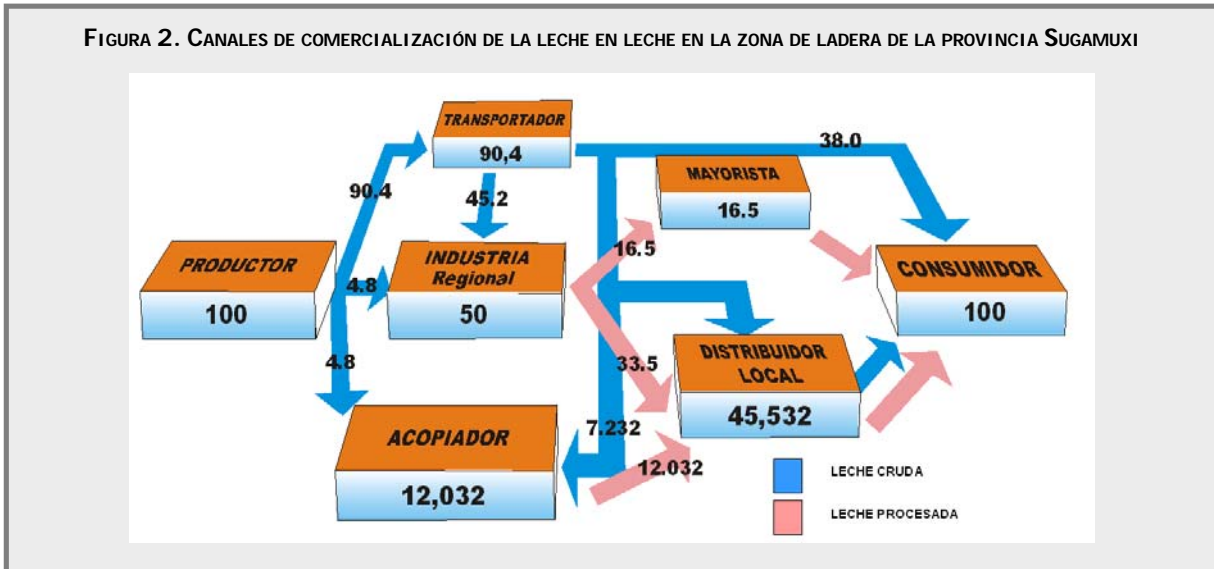 FIGURA 2. CANALES DE COMERCIALIZACIÓN DE LA LECHE EN LECHE EN LA ZONA DE LADERA DE LA PROVINCIA SUGAMUXI
TRANSPORTADOR
90,4
38.0
MAYORISTA
16.5
90.4
45.2
PRODUCTOR
100
INDUSTRIA
Regional
50
4.8
16.5
CONSUMIDOR
100
4.8
33.5
DISTRIBUIDOR
LOCAL
45,532
ACOPIADOR
12,032
7.232
12.032
LECHE CRUDA
LECHE PROCESADA